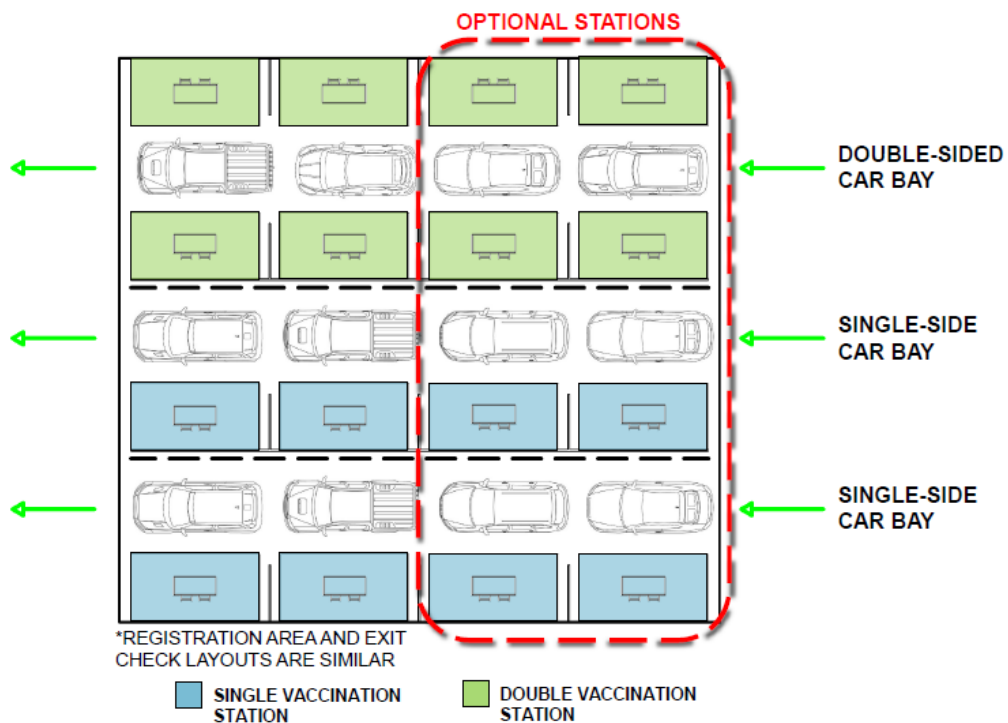 OPTIONAL STATIONS
DOUBLE-SIDED
CAR BAY
SINGLE-SIDE
CAR BAY
SINGLE-SIDE
CAR BAY
*REGISTRATION AREA AND EXIT
CHECK LAYOUTS ARE SIMILAR
SINGLE VACCINATION
STATION
DOUBLE VACCINATION
STATION